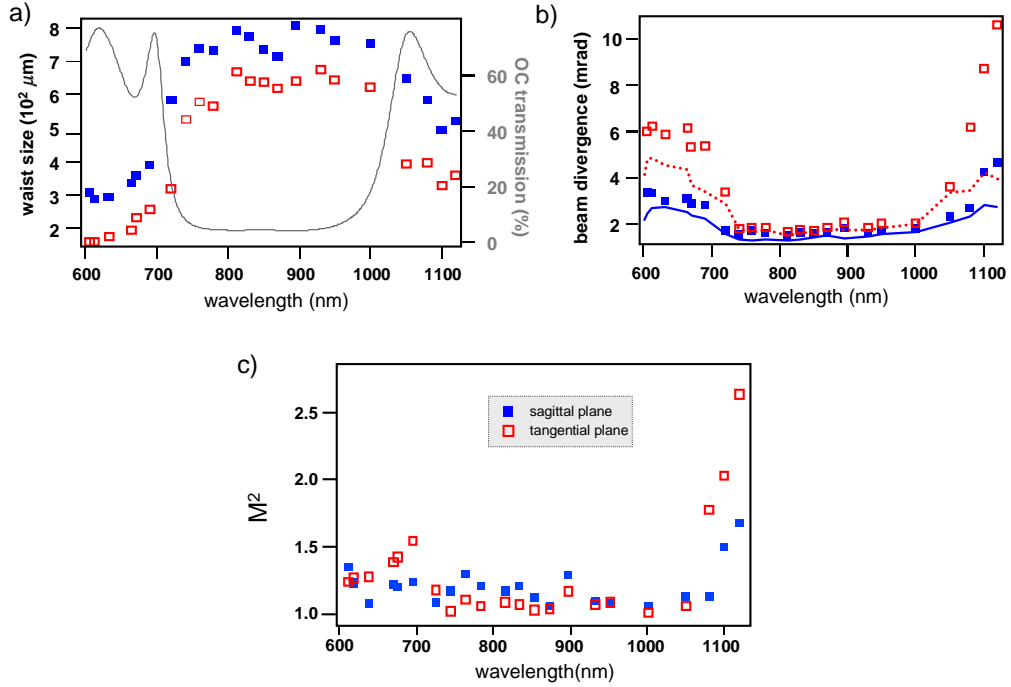 a)
waist size (10² μm)
8
7
6
5
4
3
2
60
40
20
0
OC transmission (%)
600 700 800 900 1000 1100
wavelength (nm)
b)
beam divergence (mrad)
10
8
6
4
2
600 700 800 900 1000 1100
wavelength (nm)
c)
M²
2.5
2.0
1.5
1.0
sagittal plane
tangential plane
600 700 800 900 1000 1100
wavelength(nm)